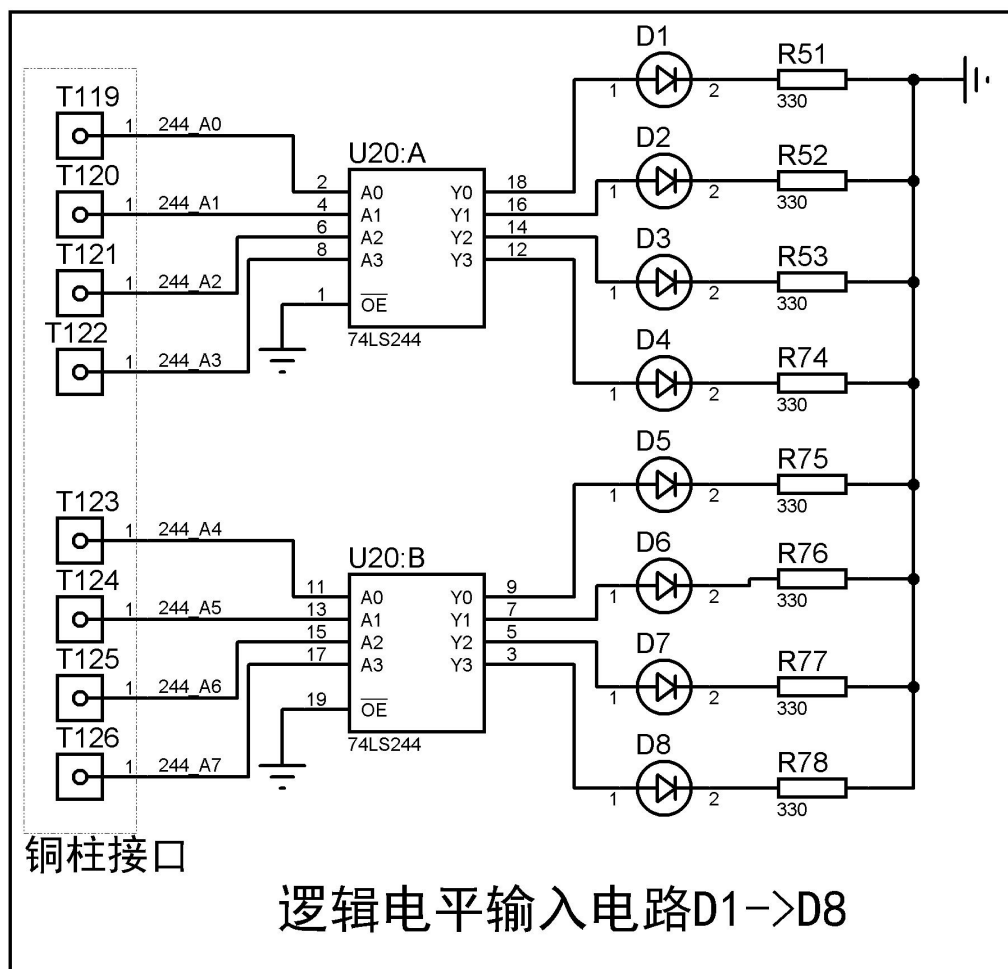 D1
R51
1
2
330
T119
1
244_A0
D2
R52
1
2
330
U20:A
T120
1
244_A1
2
A0
Y0
18
4
A1
Y1
16
6
A2
Y2
14
8
A3
Y3
12
1
OE
74LS244
T121
1
244_A2
D3
R53
1
2
330
T122
1
244_A3
D4
R74
1
2
330
D5
R75
1
2
330
T123
1
244_A4
D6
R76
1
2
330
U20:B
T124
1
244_A5
11
A0
Y0
9
13
A1
Y1
7
15
A2
Y2
5
17
A3
Y3
3
19
OE
74LS244
T125
1
244_A6
D7
R77
1
2
330
T126
1
244_A7
D8
R78
1
2
330
铜柱接口
逻辑电平输入电路D1->D8